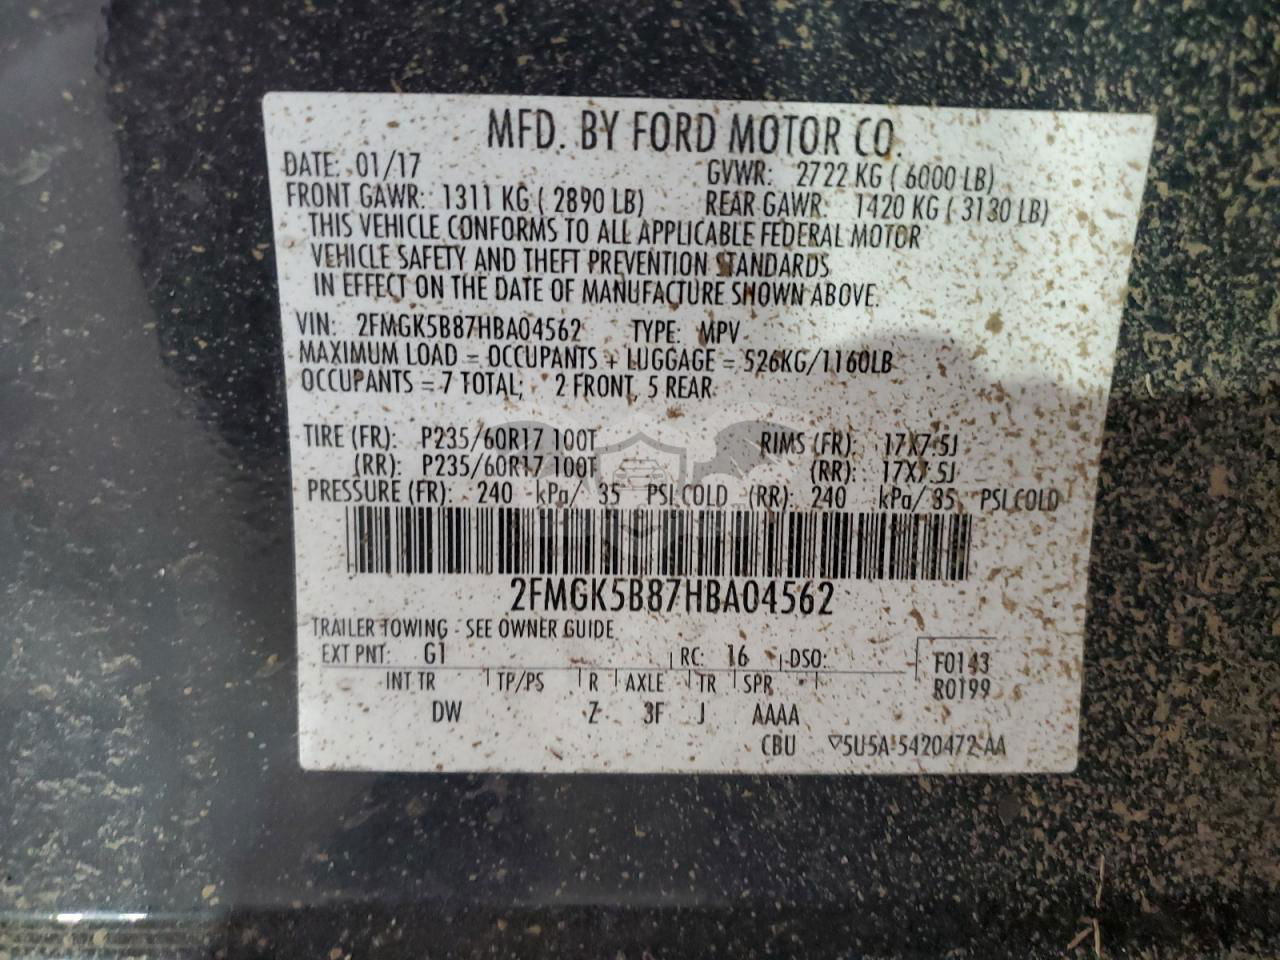 MFD. BY FORD MOTOR CO.
DATE: 01/17 GVWR: 2722 KG ( 6000 LB)
FRONT GAWR: 1311 KG ( 2890 LB) REAR GAWR: 1420 KG ( 3130 LB)
THIS VEHICLE CONFORMS TO ALL APPLICABLE FEDERAL MOTOR
VEHICLE SAFETY AND THEFT PREVENTION STANDARDS
IN EFFECT ON THE DATE OF MANUFACTURE SHOWN ABOVE.
VIN: 2FMGK5B87HBA04562 TYPE: MPV
MAXIMUM LOAD = OCCUPANTS + LUGGAGE = 526KG/1160LB
OCCUPANTS = 7 TOTAL; 2 FRONT, 5 REAR
TIRE (FR): P235/60R17 100T RIMS (FR): 17X7.5J
(RR): P235/60R17 100T (RR): 17X7.5J
PRESSURE (FR): 240 kPa/ 35 PSI COLD (RR): 240 kPa/ 35 PSI COLD
2FMGK5B87HBA04562
TRAILER TOWING - SEE OWNER GUIDE
EXT PNT: G1 RC: 16 DSO: F0143
INT TR TP/PS R AXLE TR SPR R0199
DW Z 3F J AAAA
CBU ▽5U5A-5420472-AA